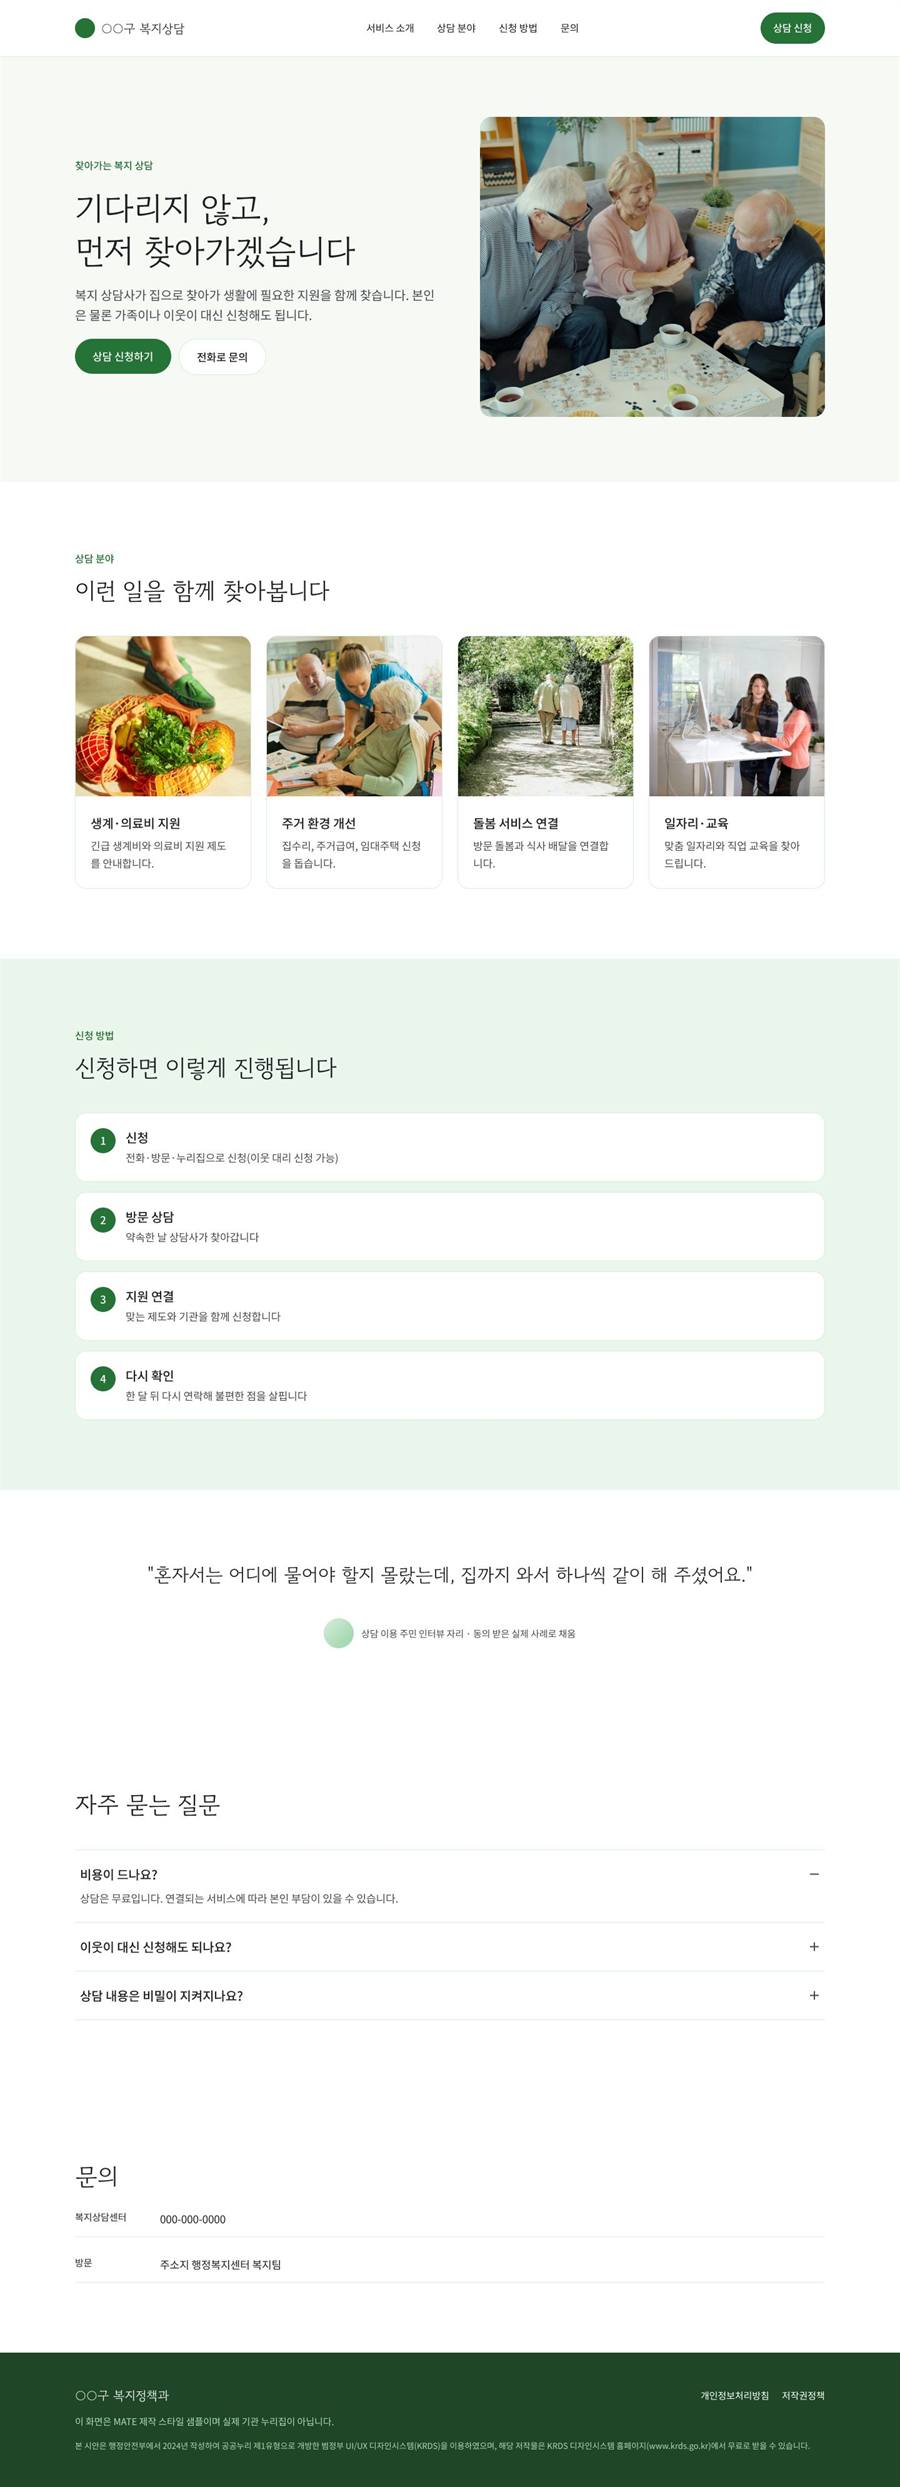 ○○구 복지상담
서비스 소개
상담 분야
신청 방법
문의
상담 신청
찾아가는 복지 상담
기다리지 않고,
먼저 찾아가겠습니다
복지 상담사가 집으로 찾아가 생활에 필요한 지원을 함께 찾습니다. 본인
은 물론 가족이나 이웃이 대신 신청해도 됩니다.
상담 신청하기
전화로 문의
상담 분야
이런 일을 함께 찾아봅니다
생계·의료비 지원
긴급 생계비와 의료비 지원 제도
를 안내합니다.
주거 환경 개선
집수리, 주거급여, 임대주택 신청
을 돕습니다.
돌봄 서비스 연결
방문 돌봄과 식사 배달을 연결합
니다.
일자리·교육
맞춤 일자리와 직업 교육을 찾아
드립니다.
신청 방법
신청하면 이렇게 진행됩니다
1
신청
전화·방문·누리집으로 신청(이웃 대리 신청 가능)
2
방문 상담
약속한 날 상담사가 찾아갑니다
3
지원 연결
맞는 제도와 기관을 함께 신청합니다
4
다시 확인
한 달 뒤 다시 연락해 불편한 점을 살핍니다
"혼자서는 어디에 물어야 할지 몰랐는데, 집까지 와서 하나씩 같이 해 주셨어요."
상담 이용 주민 인터뷰 자리 · 동의 받은 실제 사례로 채움
자주 묻는 질문
비용이 드나요?
상담은 무료입니다. 연결되는 서비스에 따라 본인 부담이 있을 수 있습니다.
이웃이 대신 신청해도 되나요?
상담 내용은 비밀이 지켜지나요?
문의
복지상담센터
000-000-0000
방문
주소지 행정복지센터 복지팀
○○구 복지정책과
개인정보처리방침
저작권정책
이 화면은 MATE 제작 스타일 샘플이며 실제 기관 누리집이 아닙니다.
본 시안은 행정안전부에서 2024년 작성하여 공공누리 제1유형으로 개방한 범정부 UI/UX 디자인시스템(KRDS)을 이용하였으며, 해당 저작물은 KRDS 디자인시스템 홈페이지(www.krds.go.kr)에서 무료로 받을 수 있습니다.